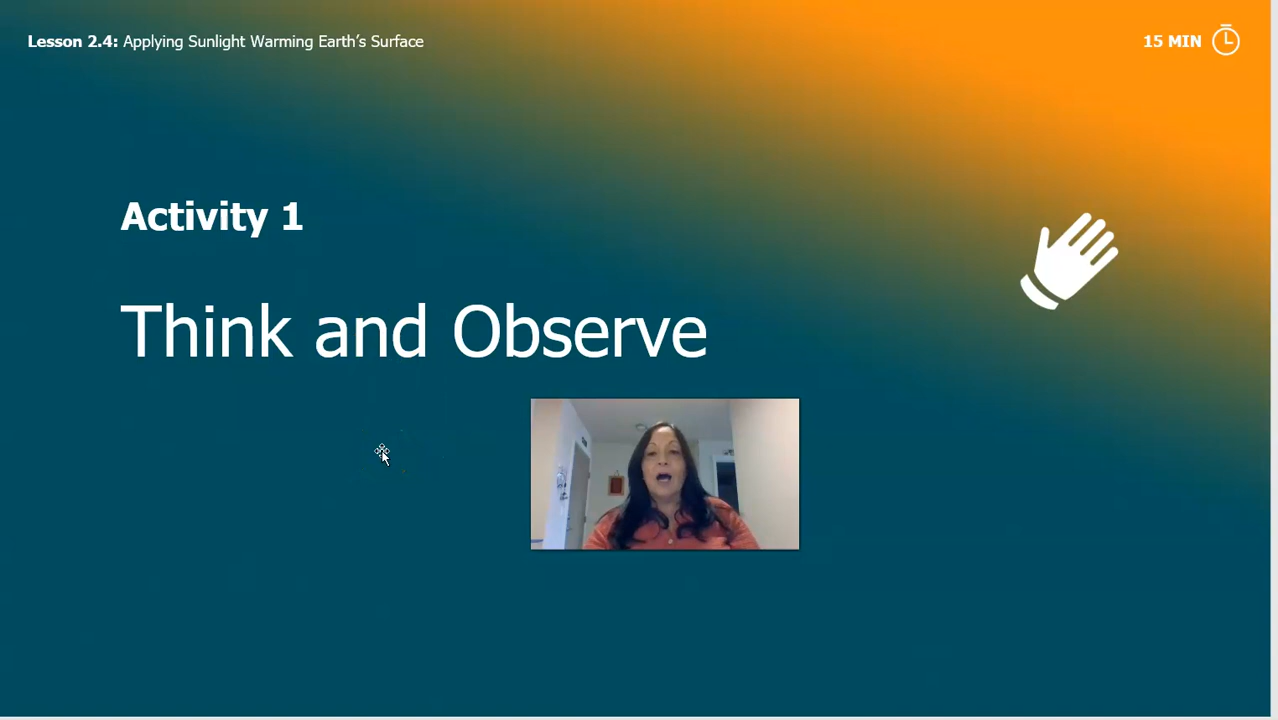 Lesson 2.4: Applying Sunlight Warming Earth’s Surface
15 MIN
Activity 1
Think and Observe